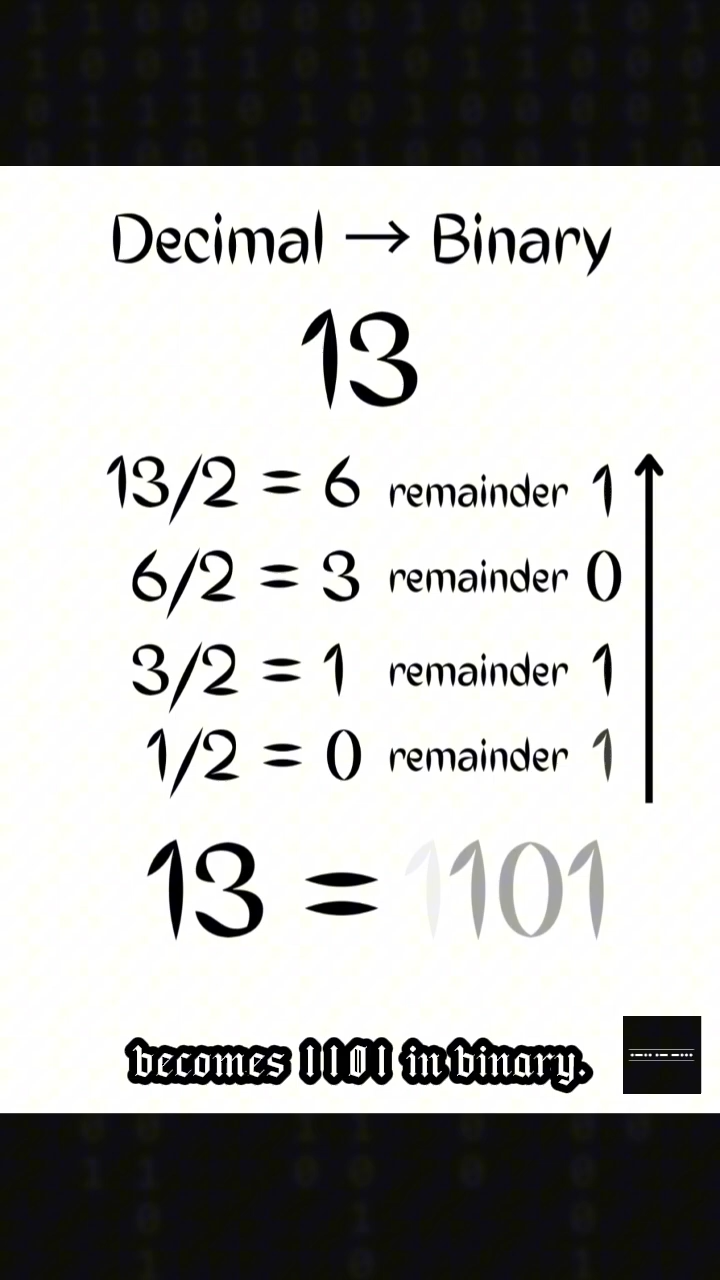 Decimal → Binary
13
13/2 = 6 remainder 1
6/2 = 3 remainder 0
3/2 = 1 remainder 1
1/2 = 0 remainder 1
13 = 1101
becomes 1101 in binary.